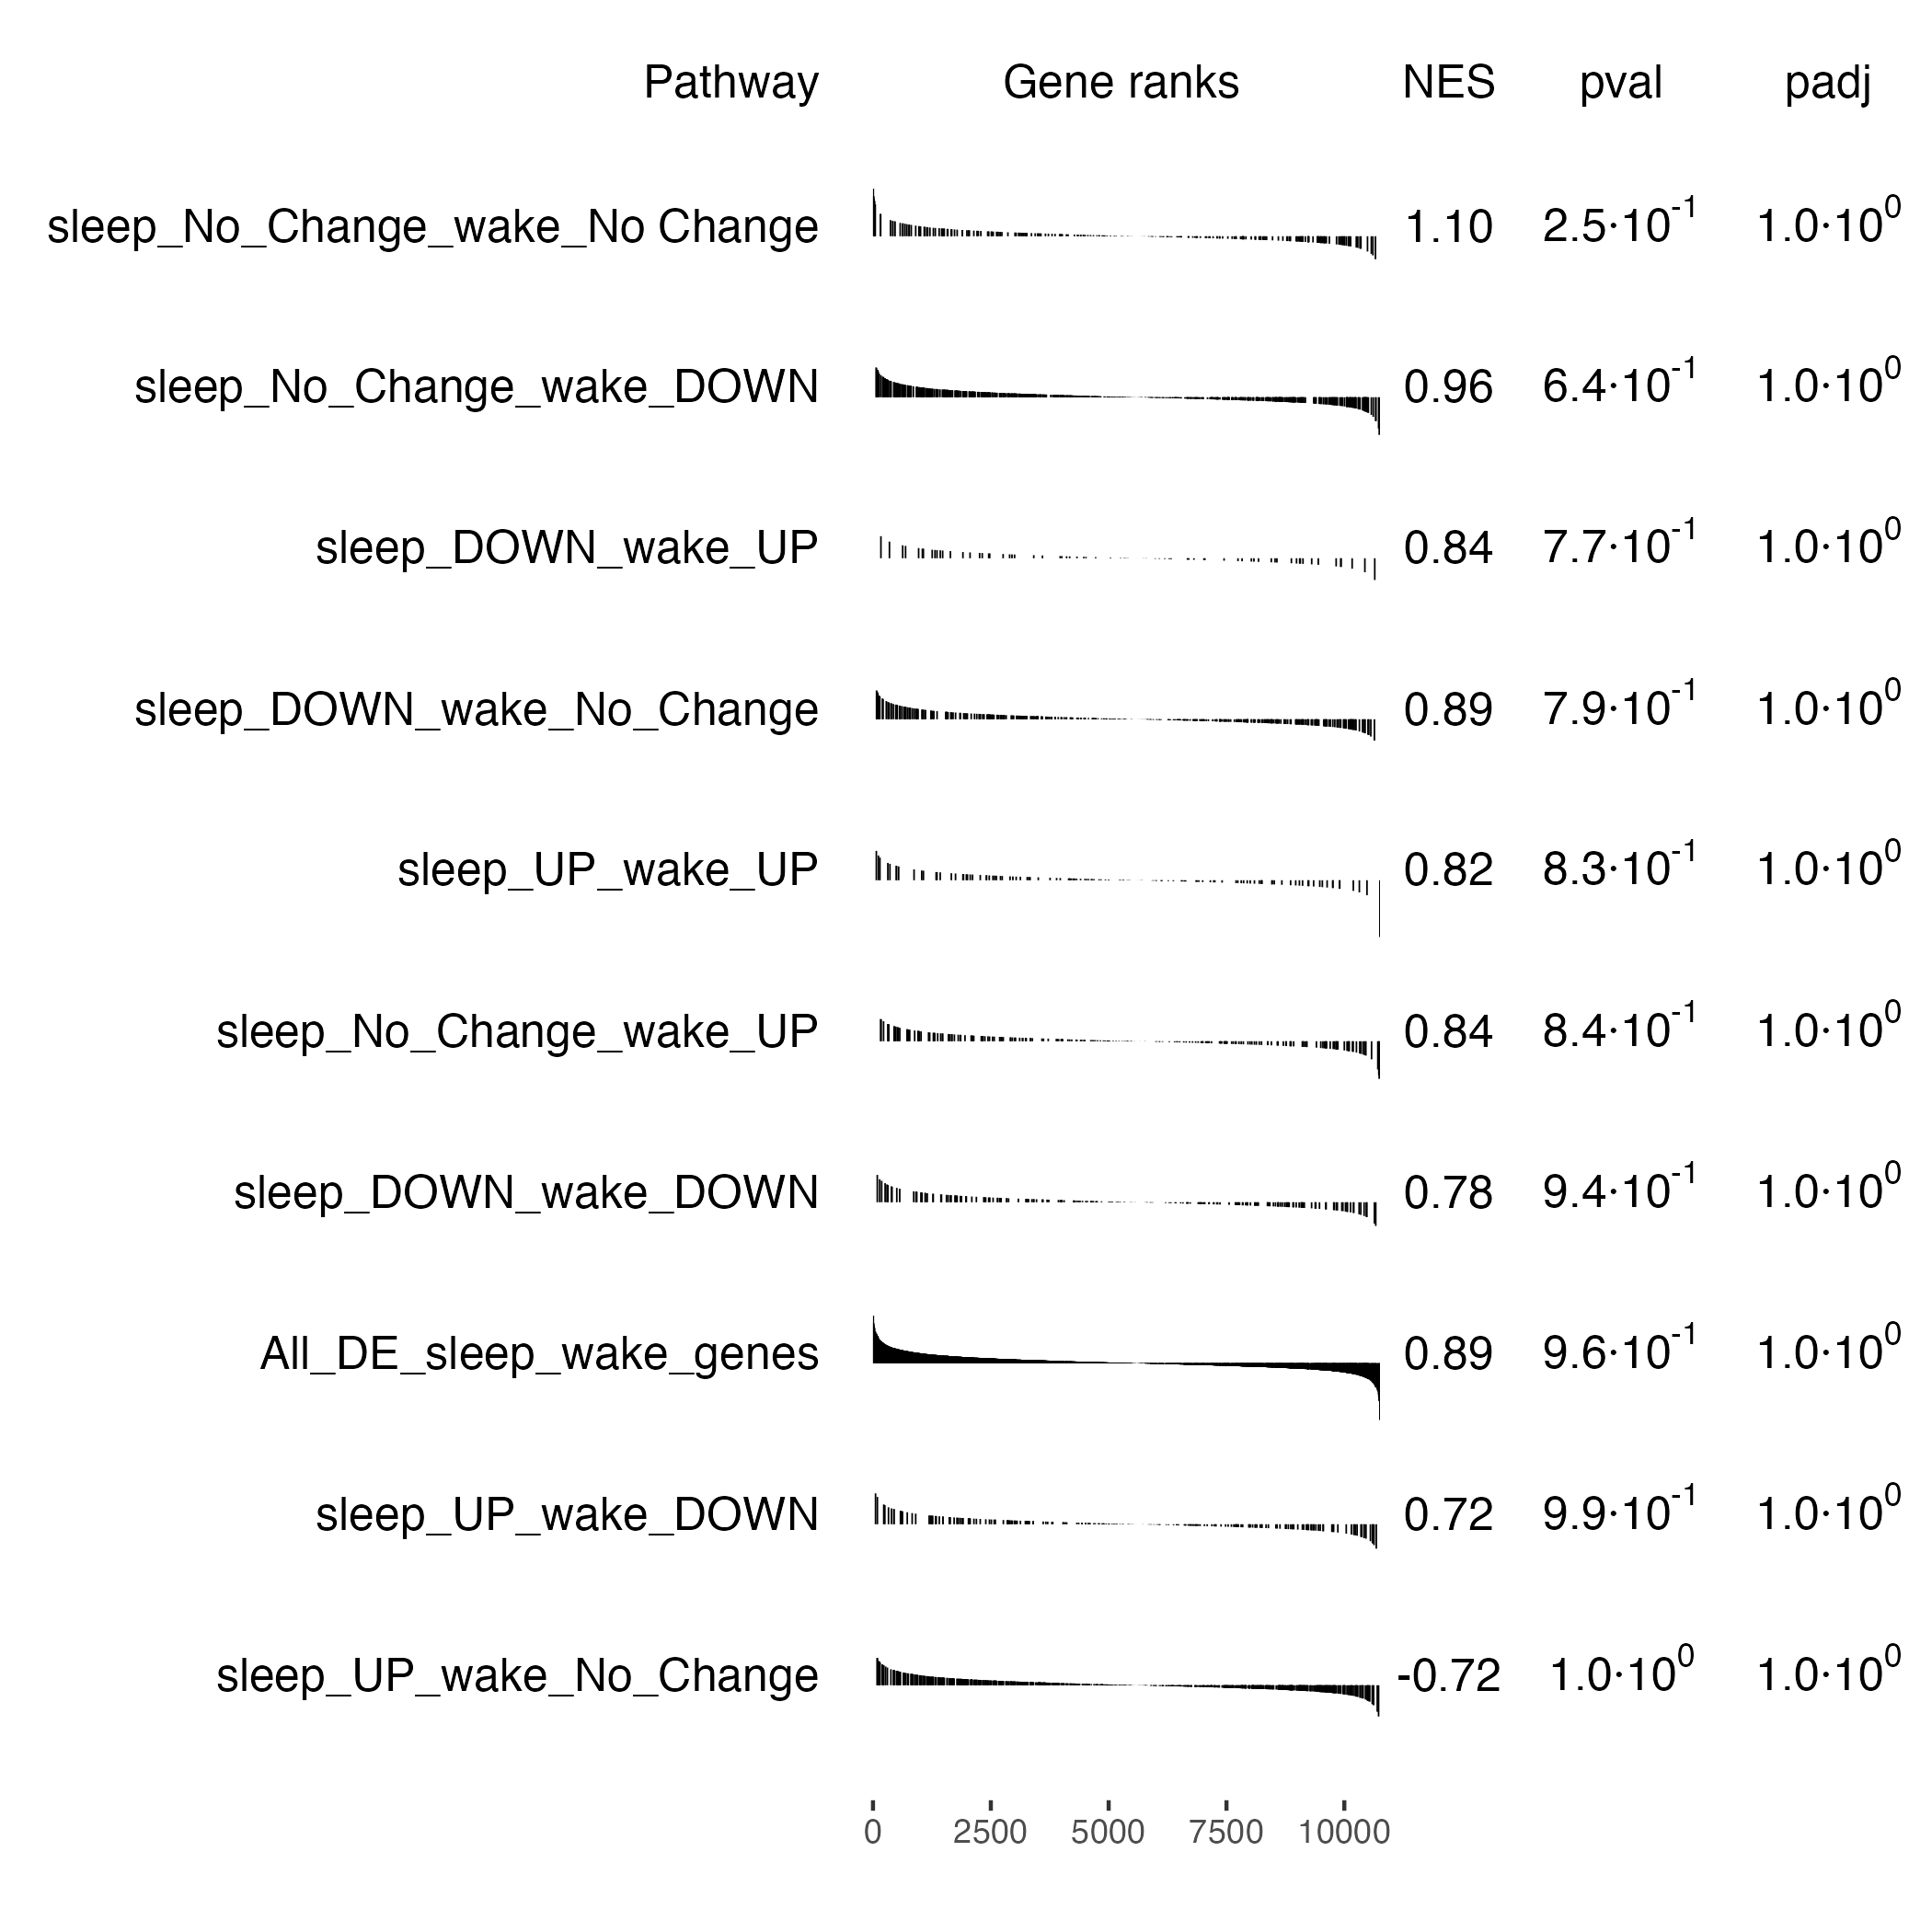 Pathway Gene ranks NES pval padj
sleep_No_Change_wake_No Change 1.10 2.5·10⁻¹ 1.0·10⁰
sleep_No_Change_wake_DOWN 0.96 6.4·10⁻¹ 1.0·10⁰
sleep_DOWN_wake_UP 0.84 7.7·10⁻¹ 1.0·10⁰
sleep_DOWN_wake_No_Change 0.89 7.9·10⁻¹ 1.0·10⁰
sleep_UP_wake_UP 0.82 8.3·10⁻¹ 1.0·10⁰
sleep_No_Change_wake_UP 0.84 8.4·10⁻¹ 1.0·10⁰
sleep_DOWN_wake_DOWN 0.78 9.4·10⁻¹ 1.0·10⁰
All_DE_sleep_wake_genes 0.89 9.6·10⁻¹ 1.0·10⁰
sleep_UP_wake_DOWN 0.72 9.9·10⁻¹ 1.0·10⁰
sleep_UP_wake_No_Change -0.72 1.0·10⁰ 1.0·10⁰
0 2500 5000 7500 10000